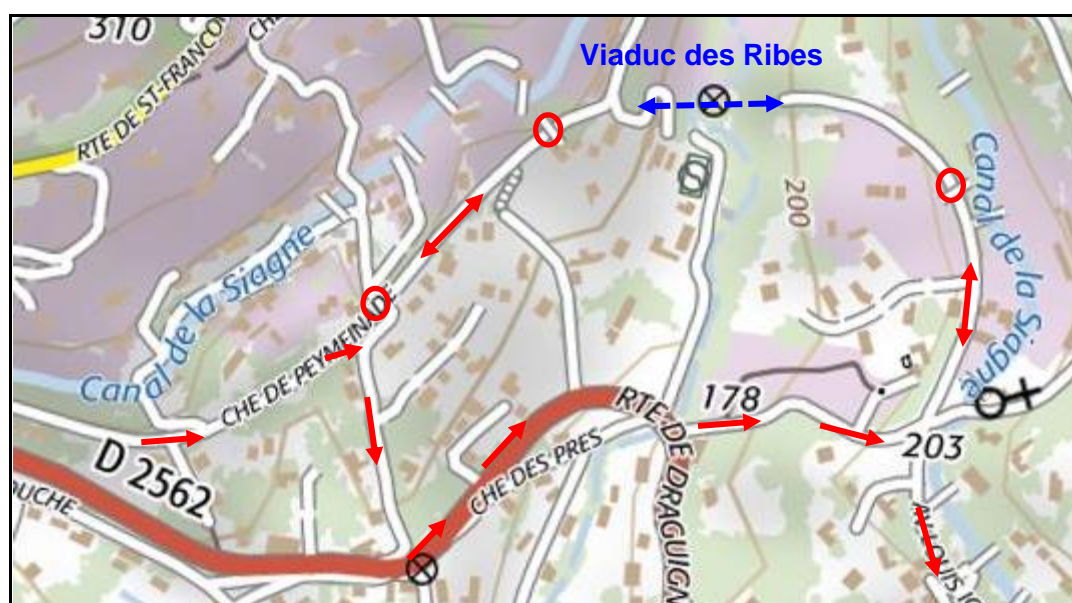 310
CHE
RTE DE ST-FRANCO
Viaduc des Ribes
Canal de la Siagne
200
Canal de la Siagne
CHE DE PEYMEINADE
D 2562
OUCHE
CHE DES PRES
RTE DE DRAGUIGN
178
203